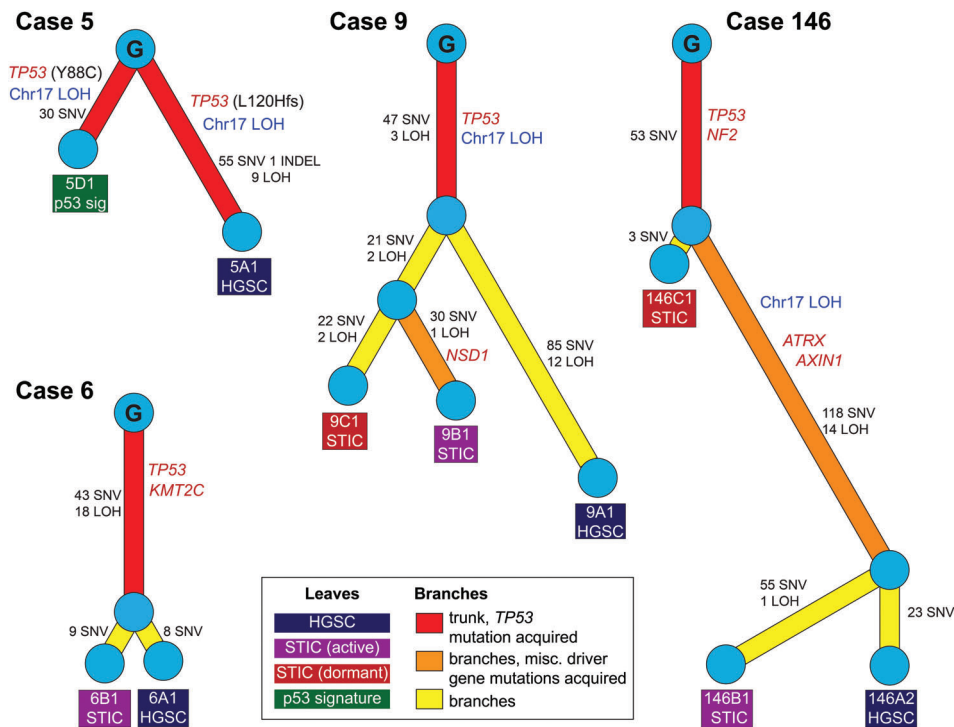 Case 5
G
TP53 (Y88C)
Chr17 LOH
30 SNV
TP53 (L120Hfs)
Chr17 LOH
55 SNV 1 INDEL
9 LOH
5D1
p53 sig
5A1
HGSC
Case 6
G
43 SNV
18 LOH
TP53
KMT2C
9 SNV
8 SNV
6B1
STIC
6A1
HGSC
Case 9
G
47 SNV
3 LOH
TP53
Chr17 LOH
21 SNV
2 LOH
22 SNV
2 LOH
30 SNV
1 LOH
NSD1
85 SNV
12 LOH
9C1
STIC
9B1
STIC
9A1
HGSC
Case 146
G
53 SNV
TP53
NF2
3 SNV
146C1
STIC
Chr17 LOH
ATRX
AXIN1
118 SNV
14 LOH
55 SNV
1 LOH
23 SNV
146B1
STIC
146A2
HGSC
Leaves
HGSC
STIC (active)
STIC (dormant)
p53 signature
Branches
trunk, TP53
mutation acquired
branches, misc. driver
gene mutations acquired
branches